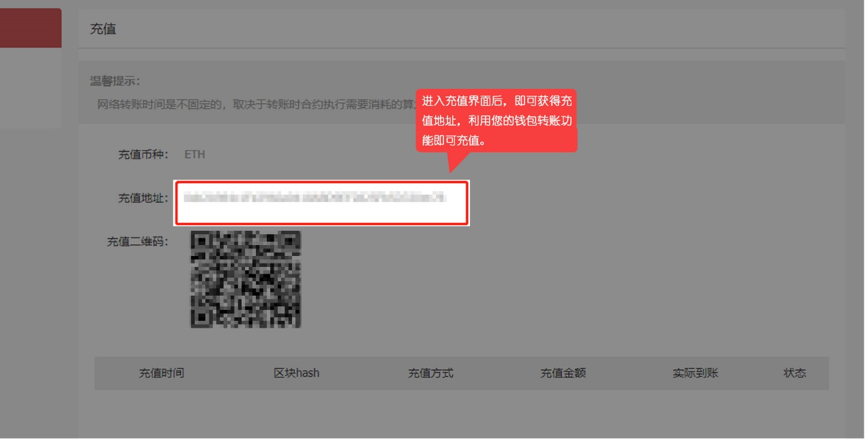 充值
温馨提示：
网络转账时间是不固定的，取决于转账时合约执行需要消耗的算
进入充值界面后，即可获得充
值地址，利用您的钱包转账功
能即可充值。
充值币种： ETH
充值地址：
充值二维码：
充值时间 区块hash 充值方式 充值金额 实际到账 状态